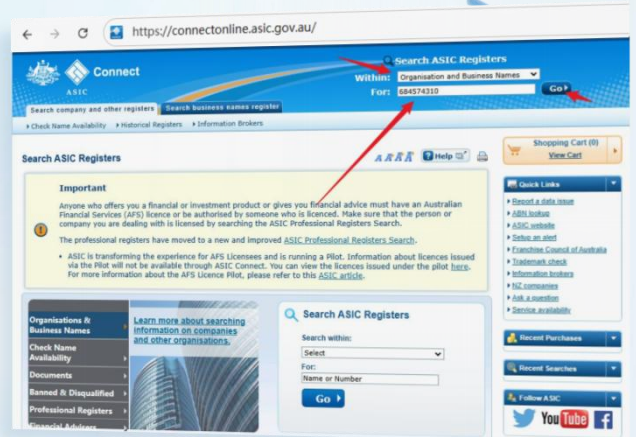 https://connectonline.asic.gov.au/
ASIC
Connect
Search ASIC Registers
Within: Organisation and Business Names
For: 684574310
Go
Search company and other registers
Search business names register
Check Name Availability
Historical Registers
Information Brokers
Search ASIC Registers
A A A A
Help
Shopping Cart (0)
View Cart
Important
Anyone who offers you a financial or investment product or gives you financial advice must have an Australian
Financial Services (AFS) licence or be authorised by someone who is licenced. Make sure that the person or
company you are dealing with is licensed by searching the ASIC Professional Registers Search.
The professional registers have moved to a new and improved ASIC Professional Registers Search.
• ASIC is transforming the experience for AFS Licensees and is running a Pilot. Information about licences issued
via the Pilot will not be available through ASIC Connect. You can view the licences issued under the pilot here.
For more information about the AFS Licence Pilot, please refer to this ASIC article.
Quick Links
Report a data issue
ABN lookup
ASIC website
Setup an alert
Franchise Council of Australia
Trademark check
Information brokers
NZ companies
Ask a question
Service availability
Organisations &
Business Names
Check Name
Availability
Documents
Banned & Disqualified
Professional Registers
Financial Advisers
Learn more about searching
information on companies
and other organisations.
Search ASIC Registers
Search within:
Select
For:
Name or Number
Go
Recent Purchases
Recent Searches
Follow ASIC
You Tube
f